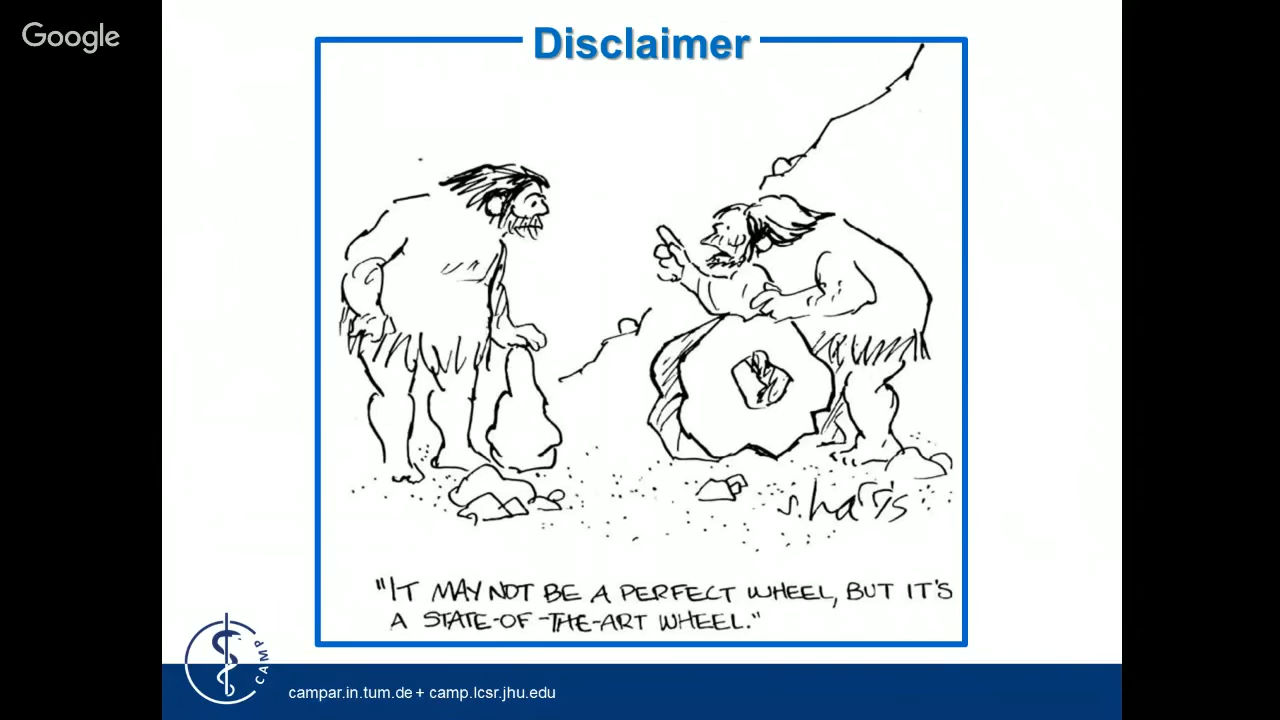 Google
Disclaimer
s.harris
"IT MAY NOT BE A PERFECT WHEEL, BUT IT'S
A STATE-OF-THE-ART WHEEL."
CAMP
campar.in.tum.de + camp.lcsr.jhu.edu